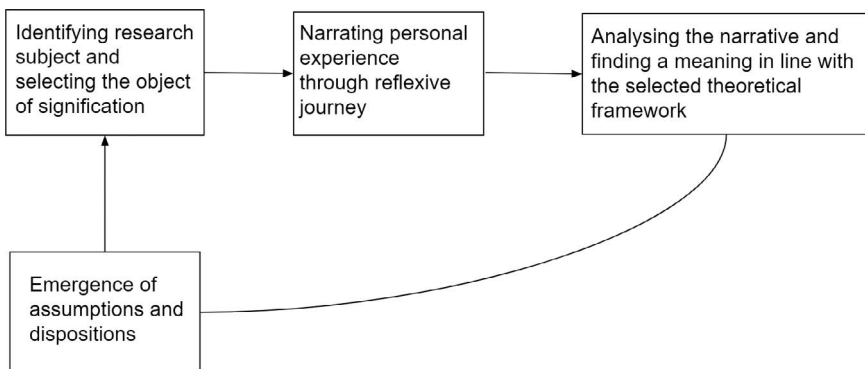 Identifying research
subject and
selecting the object
of signification
Narrating personal
experience
through reflexive
journey
Analysing the narrative and
finding a meaning in line with
the selected theoretical
framework
Emergence of
assumptions and
dispositions